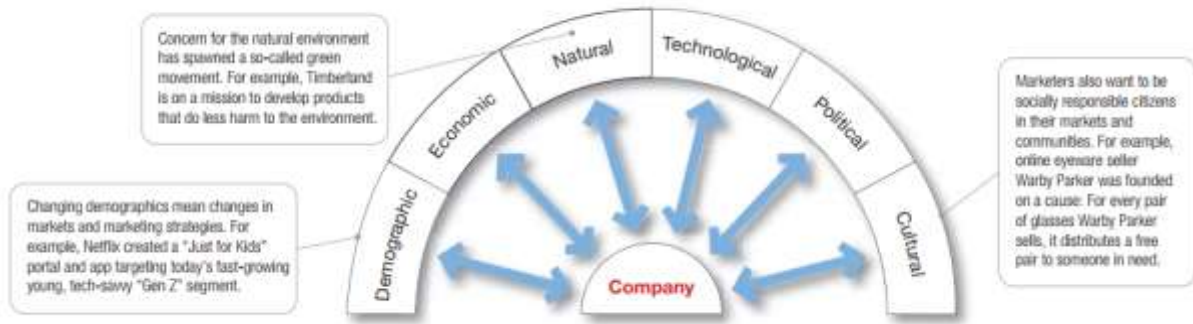 Concern for the natural environment
has spawned a so-called green
movement. For example, Timberland
is on a mission to develop products
that do less harm to the environment.
Changing demographics mean changes in
markets and marketing strategies. For
example, Netflix created a "Just for Kids"
portal and app targeting today's fast-growing
young, tech-savvy "Gen Z" segment.
Demographic
Economic
Natural
Technological
Political
Cultural
Company
Marketers also want to be
socially responsible citizens
in their markets and
communities. For example,
online eyeware seller
Warby Parker was founded
on a cause: For every pair
of glasses Warby Parker
sells, it distributes a free
pair to someone in need.